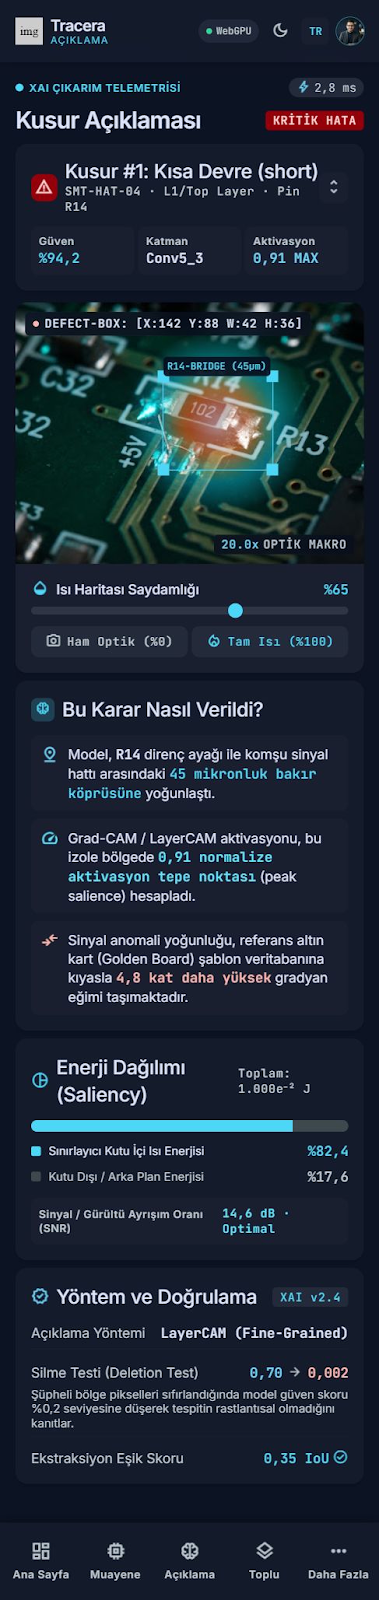 img
Tracera
AÇIKLAMA
WebGPU
TR
XAI ÇIKARIM TELEMETRİSİ
2,8 ms
Kusur Açıklaması
KRİTİK HATA
Kusur #1: Kısa Devre (short)
SMT-HAT-04 · L1/Top Layer · Pin
R14
Güven
Katman
Aktivasyon
%94,2
Conv5_3
0,91 MAX
DEFECT-BOX: [X:142 Y:88 W:42 H:36]
R14-BRIDGE (45µm)
R14
C32
102
R13
C32
+5V
20.0x OPTİK MAKRO
Isı Haritası Saydamlığı
%65
Ham Optik (%0)
Tam Isı (%100)
Bu Karar Nasıl Verildi?
Model, R14 direnç ayağı ile komşu sinyal
hattı arasındaki 45 mikronluk bakır
köprüsüne yoğunlaştı.
Grad-CAM / LayerCAM aktivasyonu, bu
izole bölgede 0,91 normalize
aktivasyon tepe noktası (peak
salience) hesapladı.
Sinyal anomali yoğunluğu, referans altın
kart (Golden Board) şablon veritabanına
kıyasla 4,8 kat daha yüksek gradyan
eğimi taşımaktadır.
Enerji Dağılımı
(Saliency)
Toplam:
1.000e⁻² J
Sınırlayıcı Kutu İçi Isı Enerjisi
%82,4
Kutu Dışı / Arka Plan Enerjisi
%17,6
Sinyal / Gürültü Ayrışım Oranı
(SNR)
14,6 dB ·
Optimal
Yöntem ve Doğrulama
XAI v2.4
Açıklama Yöntemi
LayerCAM (Fine-Grained)
Silme Testi (Deletion Test)
0,70 → 0,002
Şüpheli bölge pikselleri sıfırlandığında model güven skoru
%0,2 seviyesine düşerek tespitin rastlantısal olmadığını
kanıtlar.
Ekstraksiyon Eşik Skoru
0,35 IoU
Ana Sayfa
Muayene
Açıklama
Toplu
Daha Fazla